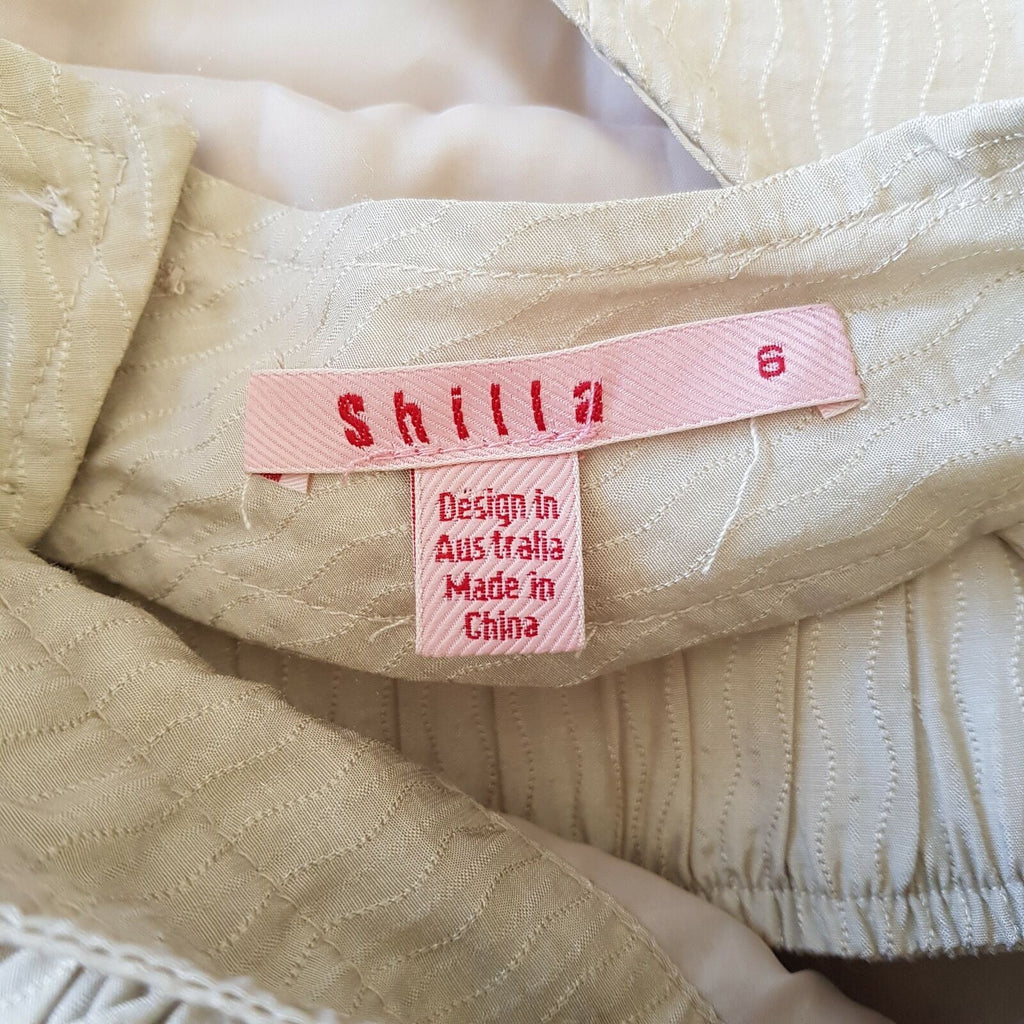 Shilla 6
Design in
Australia
Made in
China